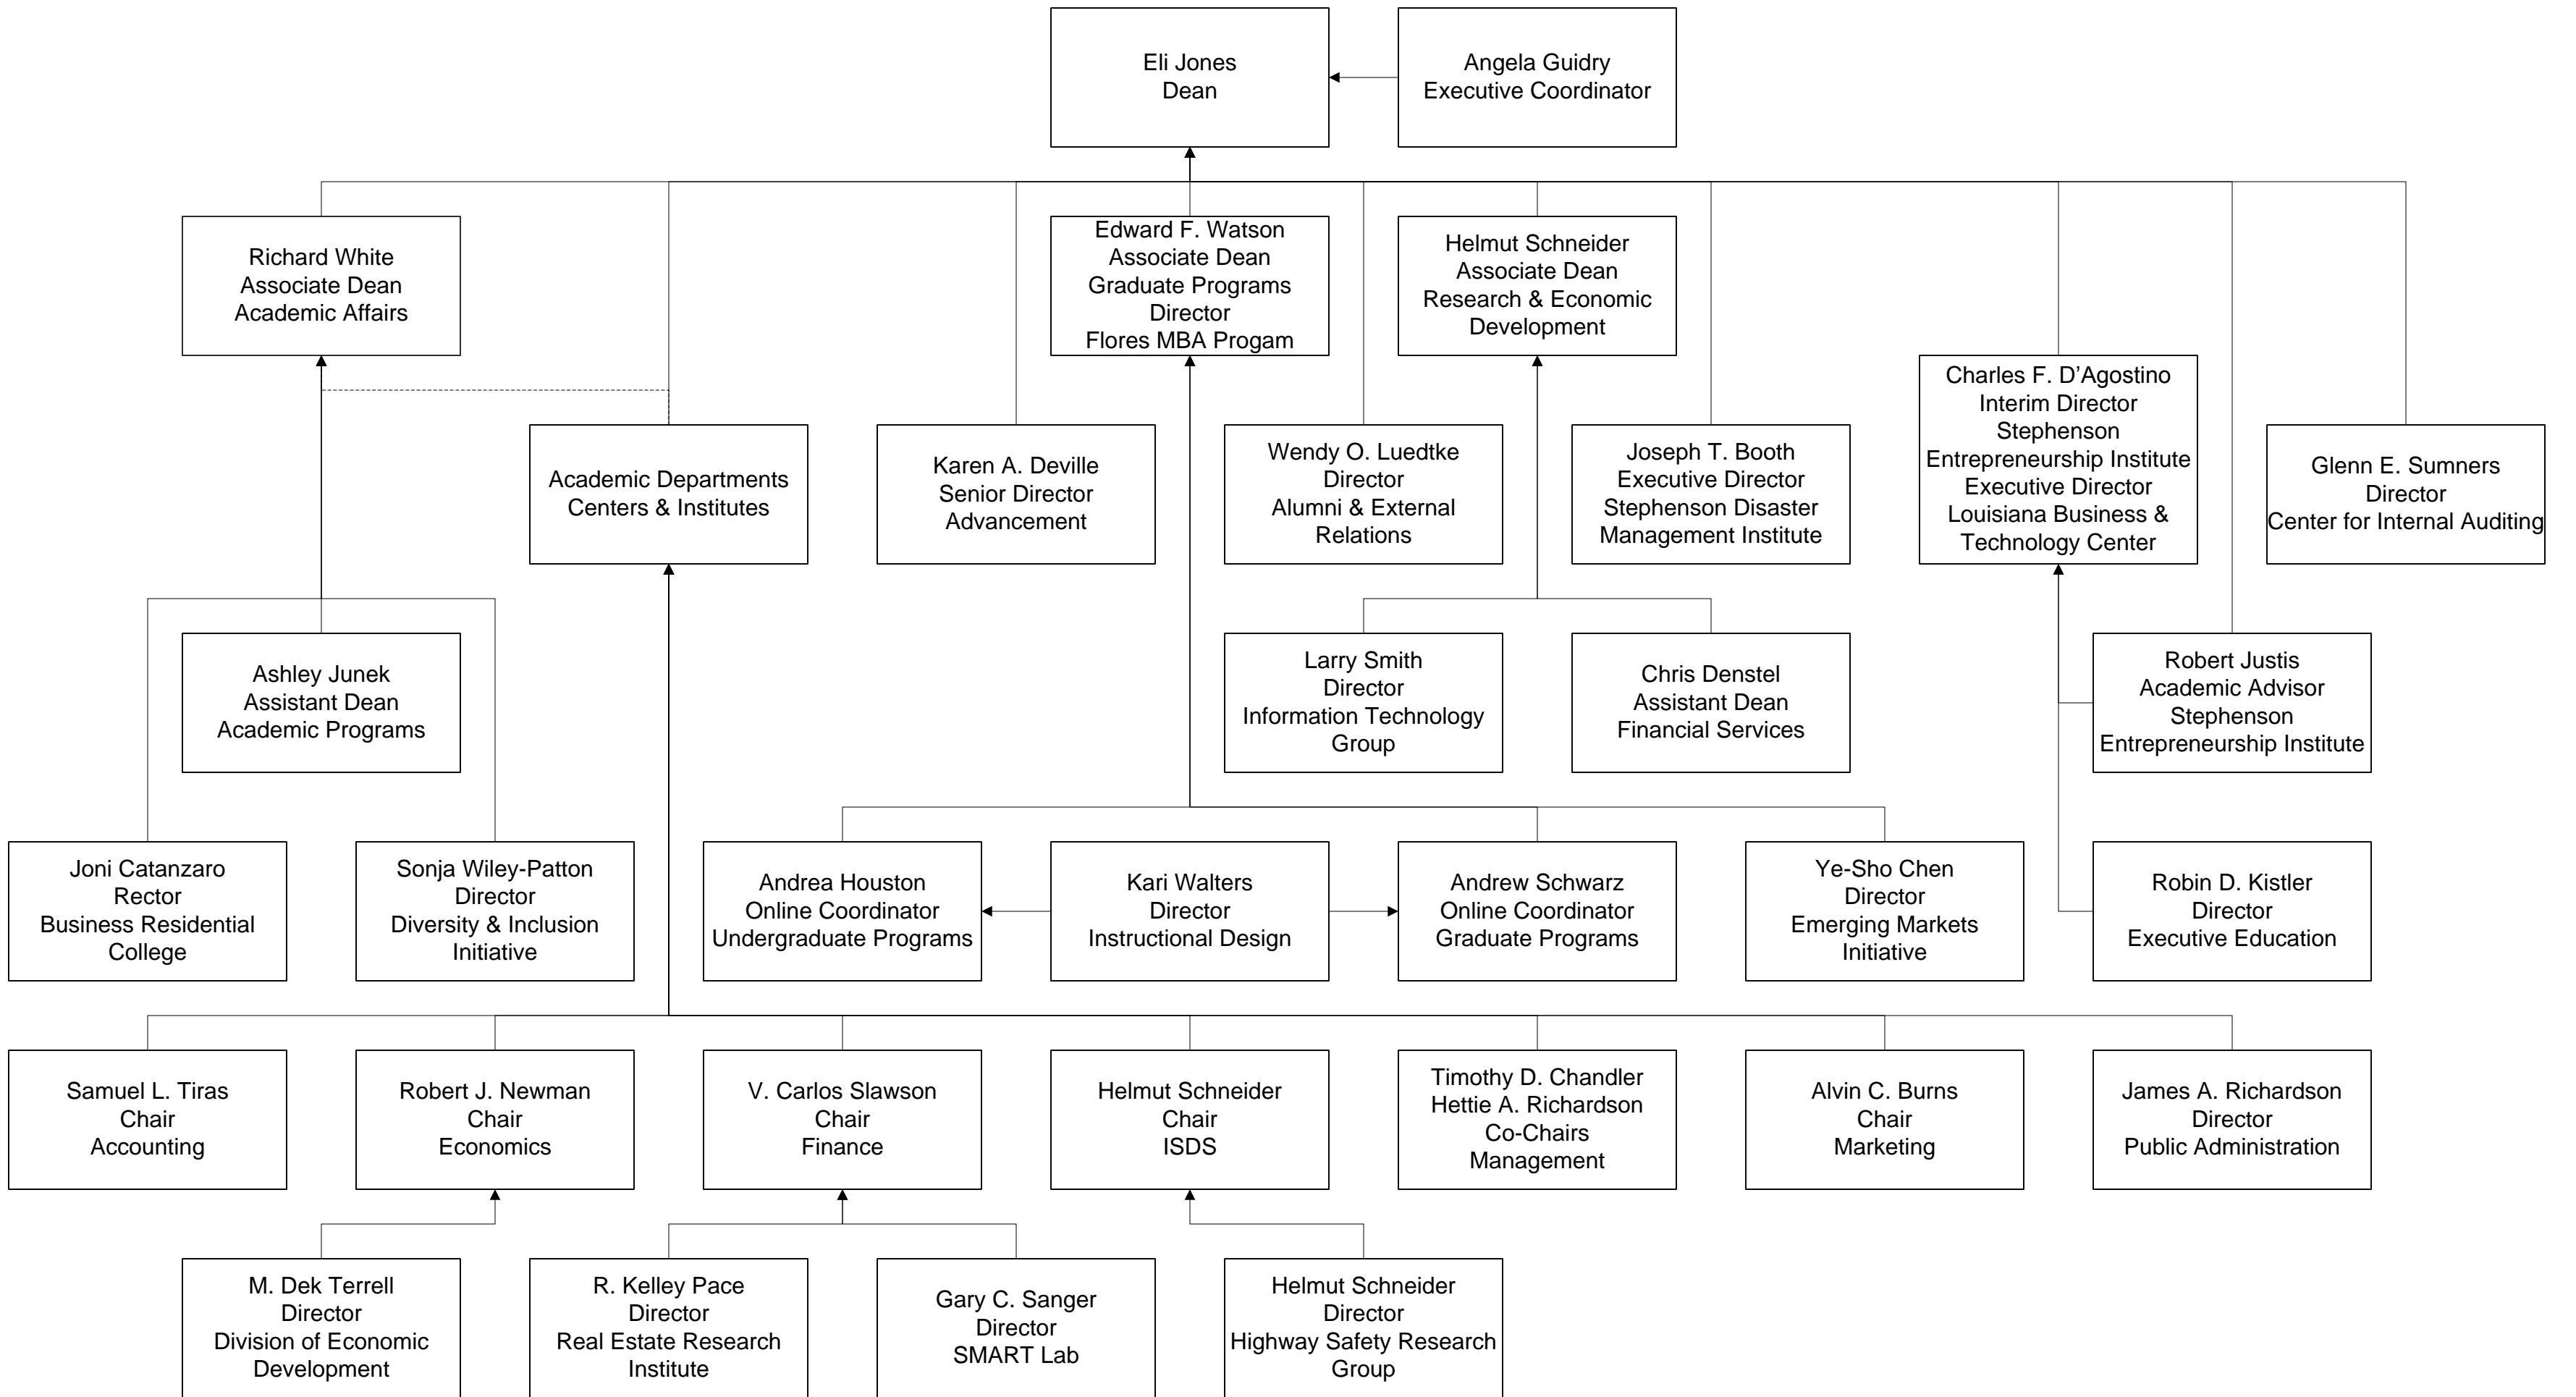 Eli Jones
Dean
Angela Guidry
Executive Coordinator
Richard White
Associate Dean
Academic Affairs
Edward F. Watson
Associate Dean
Graduate Programs
Director
Flores MBA Progam
Helmut Schneider
Associate Dean
Research & Economic
Development
Academic Departments
Centers & Institutes
Karen A. Deville
Senior Director
Advancement
Wendy O. Luedtke
Director
Alumni & External
Relations
Joseph T. Booth
Executive Director
Stephenson Disaster
Management Institute
Charles F. D’Agostino
Interim Director
Stephenson
Entrepreneurship Institute
Executive Director
Louisiana Business &
Technology Center
Glenn E. Sumners
Director
Center for Internal Auditing
Ashley Junek
Assistant Dean
Academic Programs
Larry Smith
Director
Information Technology
Group
Chris Denstel
Assistant Dean
Financial Services
Robert Justis
Academic Advisor
Stephenson
Entrepreneurship Institute
Joni Catanzaro
Rector
Business Residential
College
Sonja Wiley-Patton
Director
Diversity & Inclusion
Initiative
Andrea Houston
Online Coordinator
Undergraduate Programs
Kari Walters
Director
Instructional Design
Andrew Schwarz
Online Coordinator
Graduate Programs
Ye-Sho Chen
Director
Emerging Markets
Initiative
Robin D. Kistler
Director
Executive Education
Samuel L. Tiras
Chair
Accounting
Robert J. Newman
Chair
Economics
V. Carlos Slawson
Chair
Finance
Helmut Schneider
Chair
ISDS
Timothy D. Chandler
Hettie A. Richardson
Co-Chairs
Management
Alvin C. Burns
Chair
Marketing
James A. Richardson
Director
Public Administration
M. Dek Terrell
Director
Division of Economic
Development
R. Kelley Pace
Director
Real Estate Research
Institute
Gary C. Sanger
Director
SMART Lab
Helmut Schneider
Director
Highway Safety Research
Group